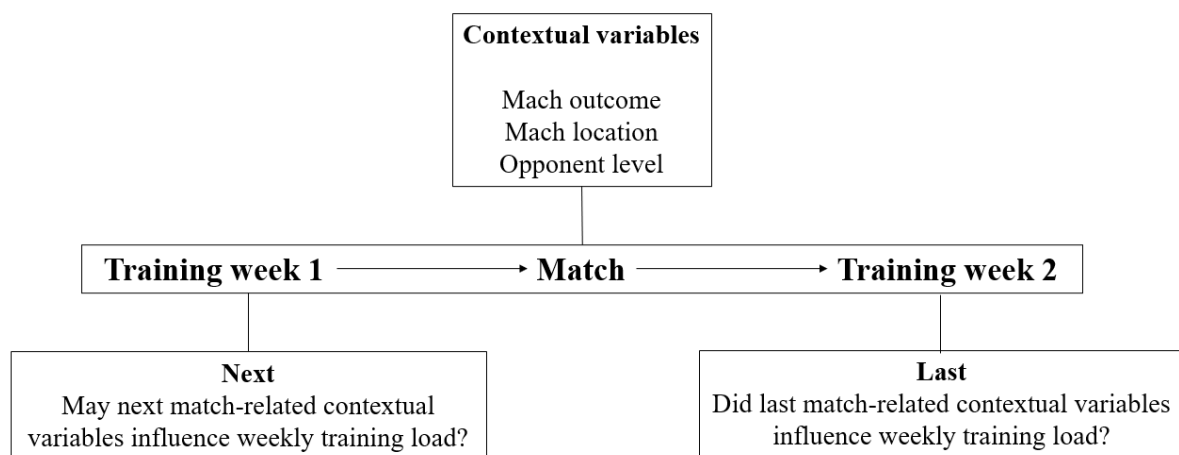 Contextual variables
Mach outcome
Mach location
Opponent level
Training week 1 Match Training week 2
Next
May next match-related contextual
variables influence weekly training load?
Last
Did last match-related contextual variables
influence weekly training load?